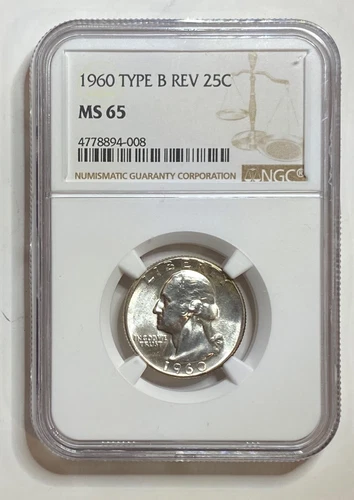 1960 TYPE B REV 25C
MS 65
4778894-008
NUMISMATIC GUARANTY CORPORATION
NGC®
LIBERTY
IN GOD WE
TRUST
1960